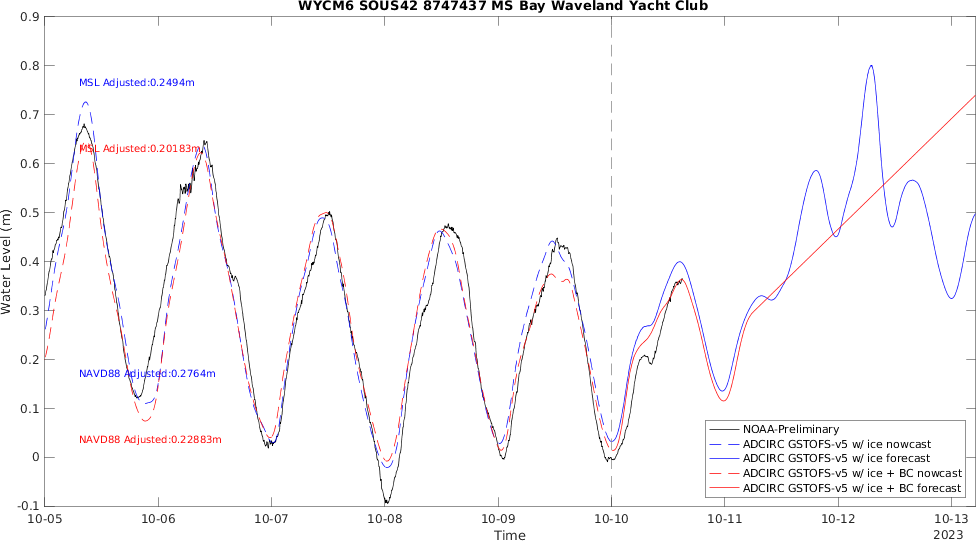 WYCM6 SOUS42 8747437 MS Bay Waveland Yacht Club
0.9
0.8
0.7
0.6
0.5
0.4
0.3
0.2
0.1
0
-0.1
Water Level (m)
MSL Adjusted:0.2494m
MSL Adjusted:0.20183m
NAVD88 Adjusted:0.2764m
NAVD88 Adjusted:0.22883m
NOAA-Preliminary
ADCIRC GSTOFS-v5 w/ ice nowcast
ADCIRC GSTOFS-v5 w/ ice forecast
ADCIRC GSTOFS-v5 w/ ice + BC nowcast
ADCIRC GSTOFS-v5 w/ ice + BC forecast
10-05 10-06 10-07 10-08 10-09 10-10 10-11 10-12 10-13
Time 2023